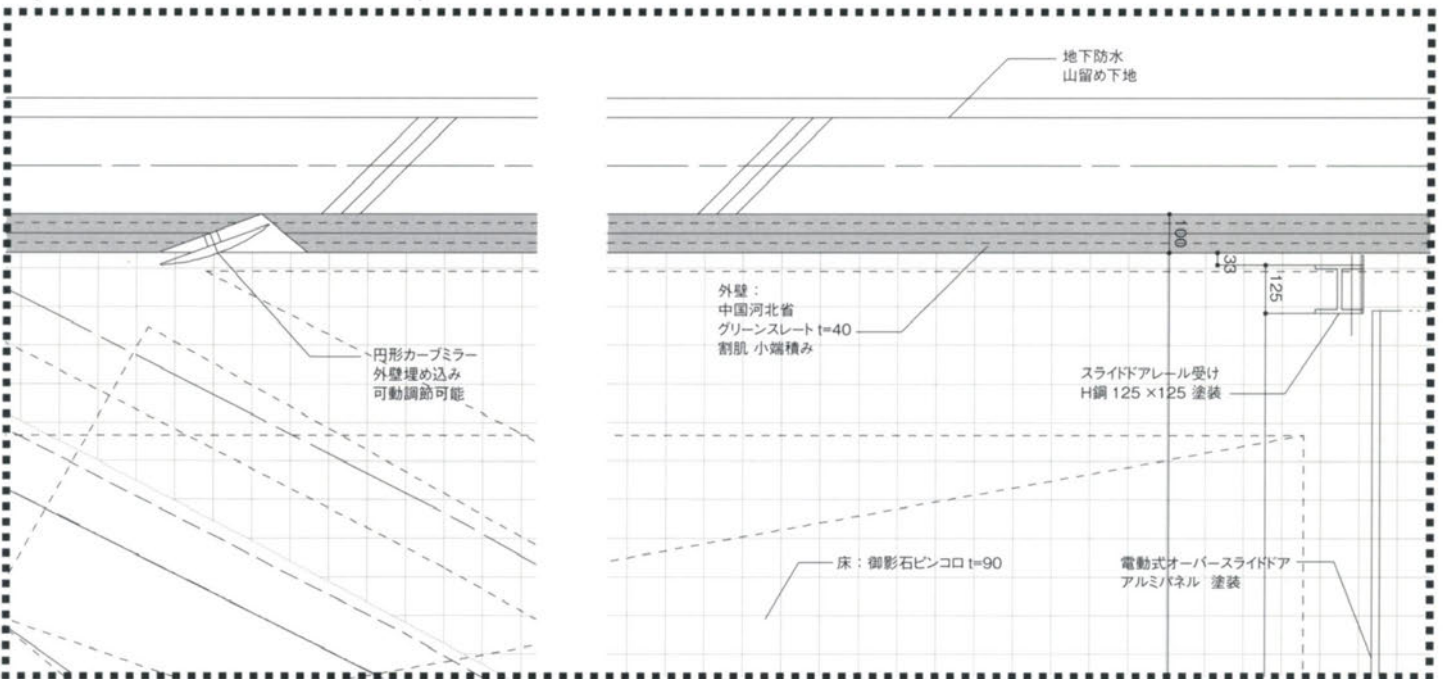 地下防水
山留め下地
100
33
125
外壁：
中国河北省
グリーンスレート t=40
割肌 小端積み
円形カーブミラー
外壁埋め込み
可動調節可能
スライドドアレール受け
H鋼 125 ×125 塗装
床：御影石ピンコロ t=90
電動式オーバースライドドア
アルミパネル 塗装